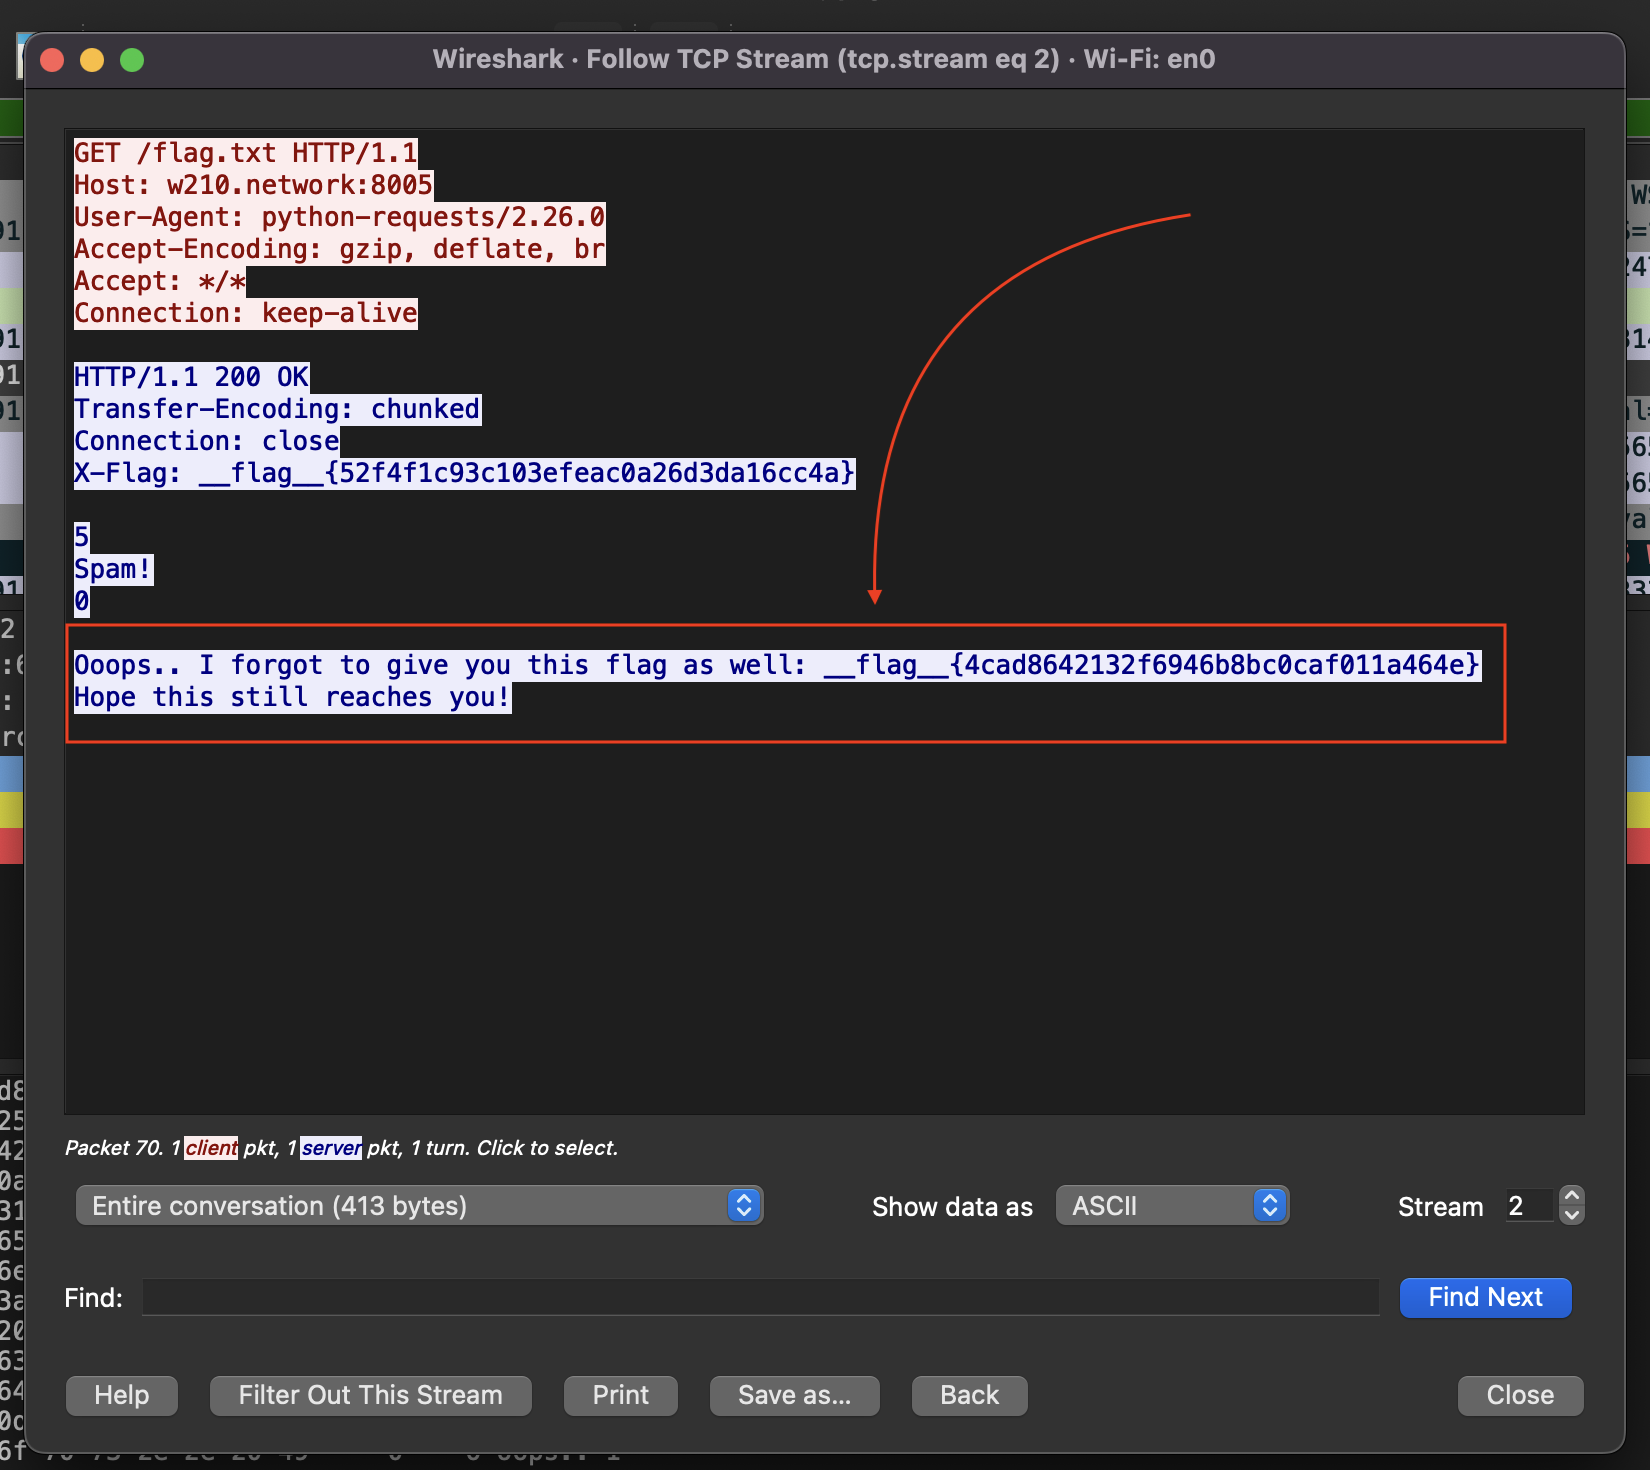 Wireshark · Follow TCP Stream (tcp.stream eq 2) · Wi-Fi: en0
GET /flag.txt HTTP/1.1
Host: w210.network:8005
User-Agent: python-requests/2.26.0
Accept-Encoding: gzip, deflate, br
Accept: */*
Connection: keep-alive
HTTP/1.1 200 OK
Transfer-Encoding: chunked
Connection: close
X-Flag: __flag__{52f4f1c93c103efeac0a26d3da16cc4a}
5
Spam!
0
Ooops.. I forgot to give you this flag as well: __flag__{4cad8642132f6946b8bc0caf011a464e}
Hope this still reaches you!
Packet 70. 1 client pkt, 1 server pkt, 1 turn. Click to select.
Entire conversation (413 bytes) Show data as ASCII Stream 2
Find: Find Next
Help Filter Out This Stream Print Save as... Back Close